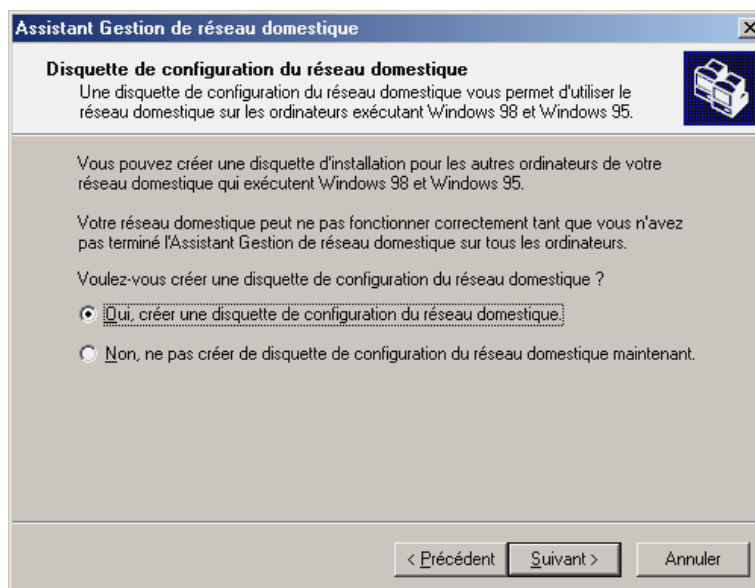 Assistant Gestion de réseau domestique
Disquette de configuration du réseau domestique
Une disquette de configuration du réseau domestique vous permet d'utiliser le
réseau domestique sur les ordinateurs exécutant Windows 98 et Windows 95.
Vous pouvez créer une disquette d'installation pour les autres ordinateurs de votre
réseau domestique qui exécutent Windows 98 et Windows 95.
Votre réseau domestique peut ne pas fonctionner correctement tant que vous n'avez
pas terminé l'Assistant Gestion de réseau domestique sur tous les ordinateurs.
Voulez-vous créer une disquette de configuration du réseau domestique ?
Oui, créer une disquette de configuration du réseau domestique.
Non, ne pas créer de disquette de configuration du réseau domestique maintenant.
< Précédent Suivant > Annuler